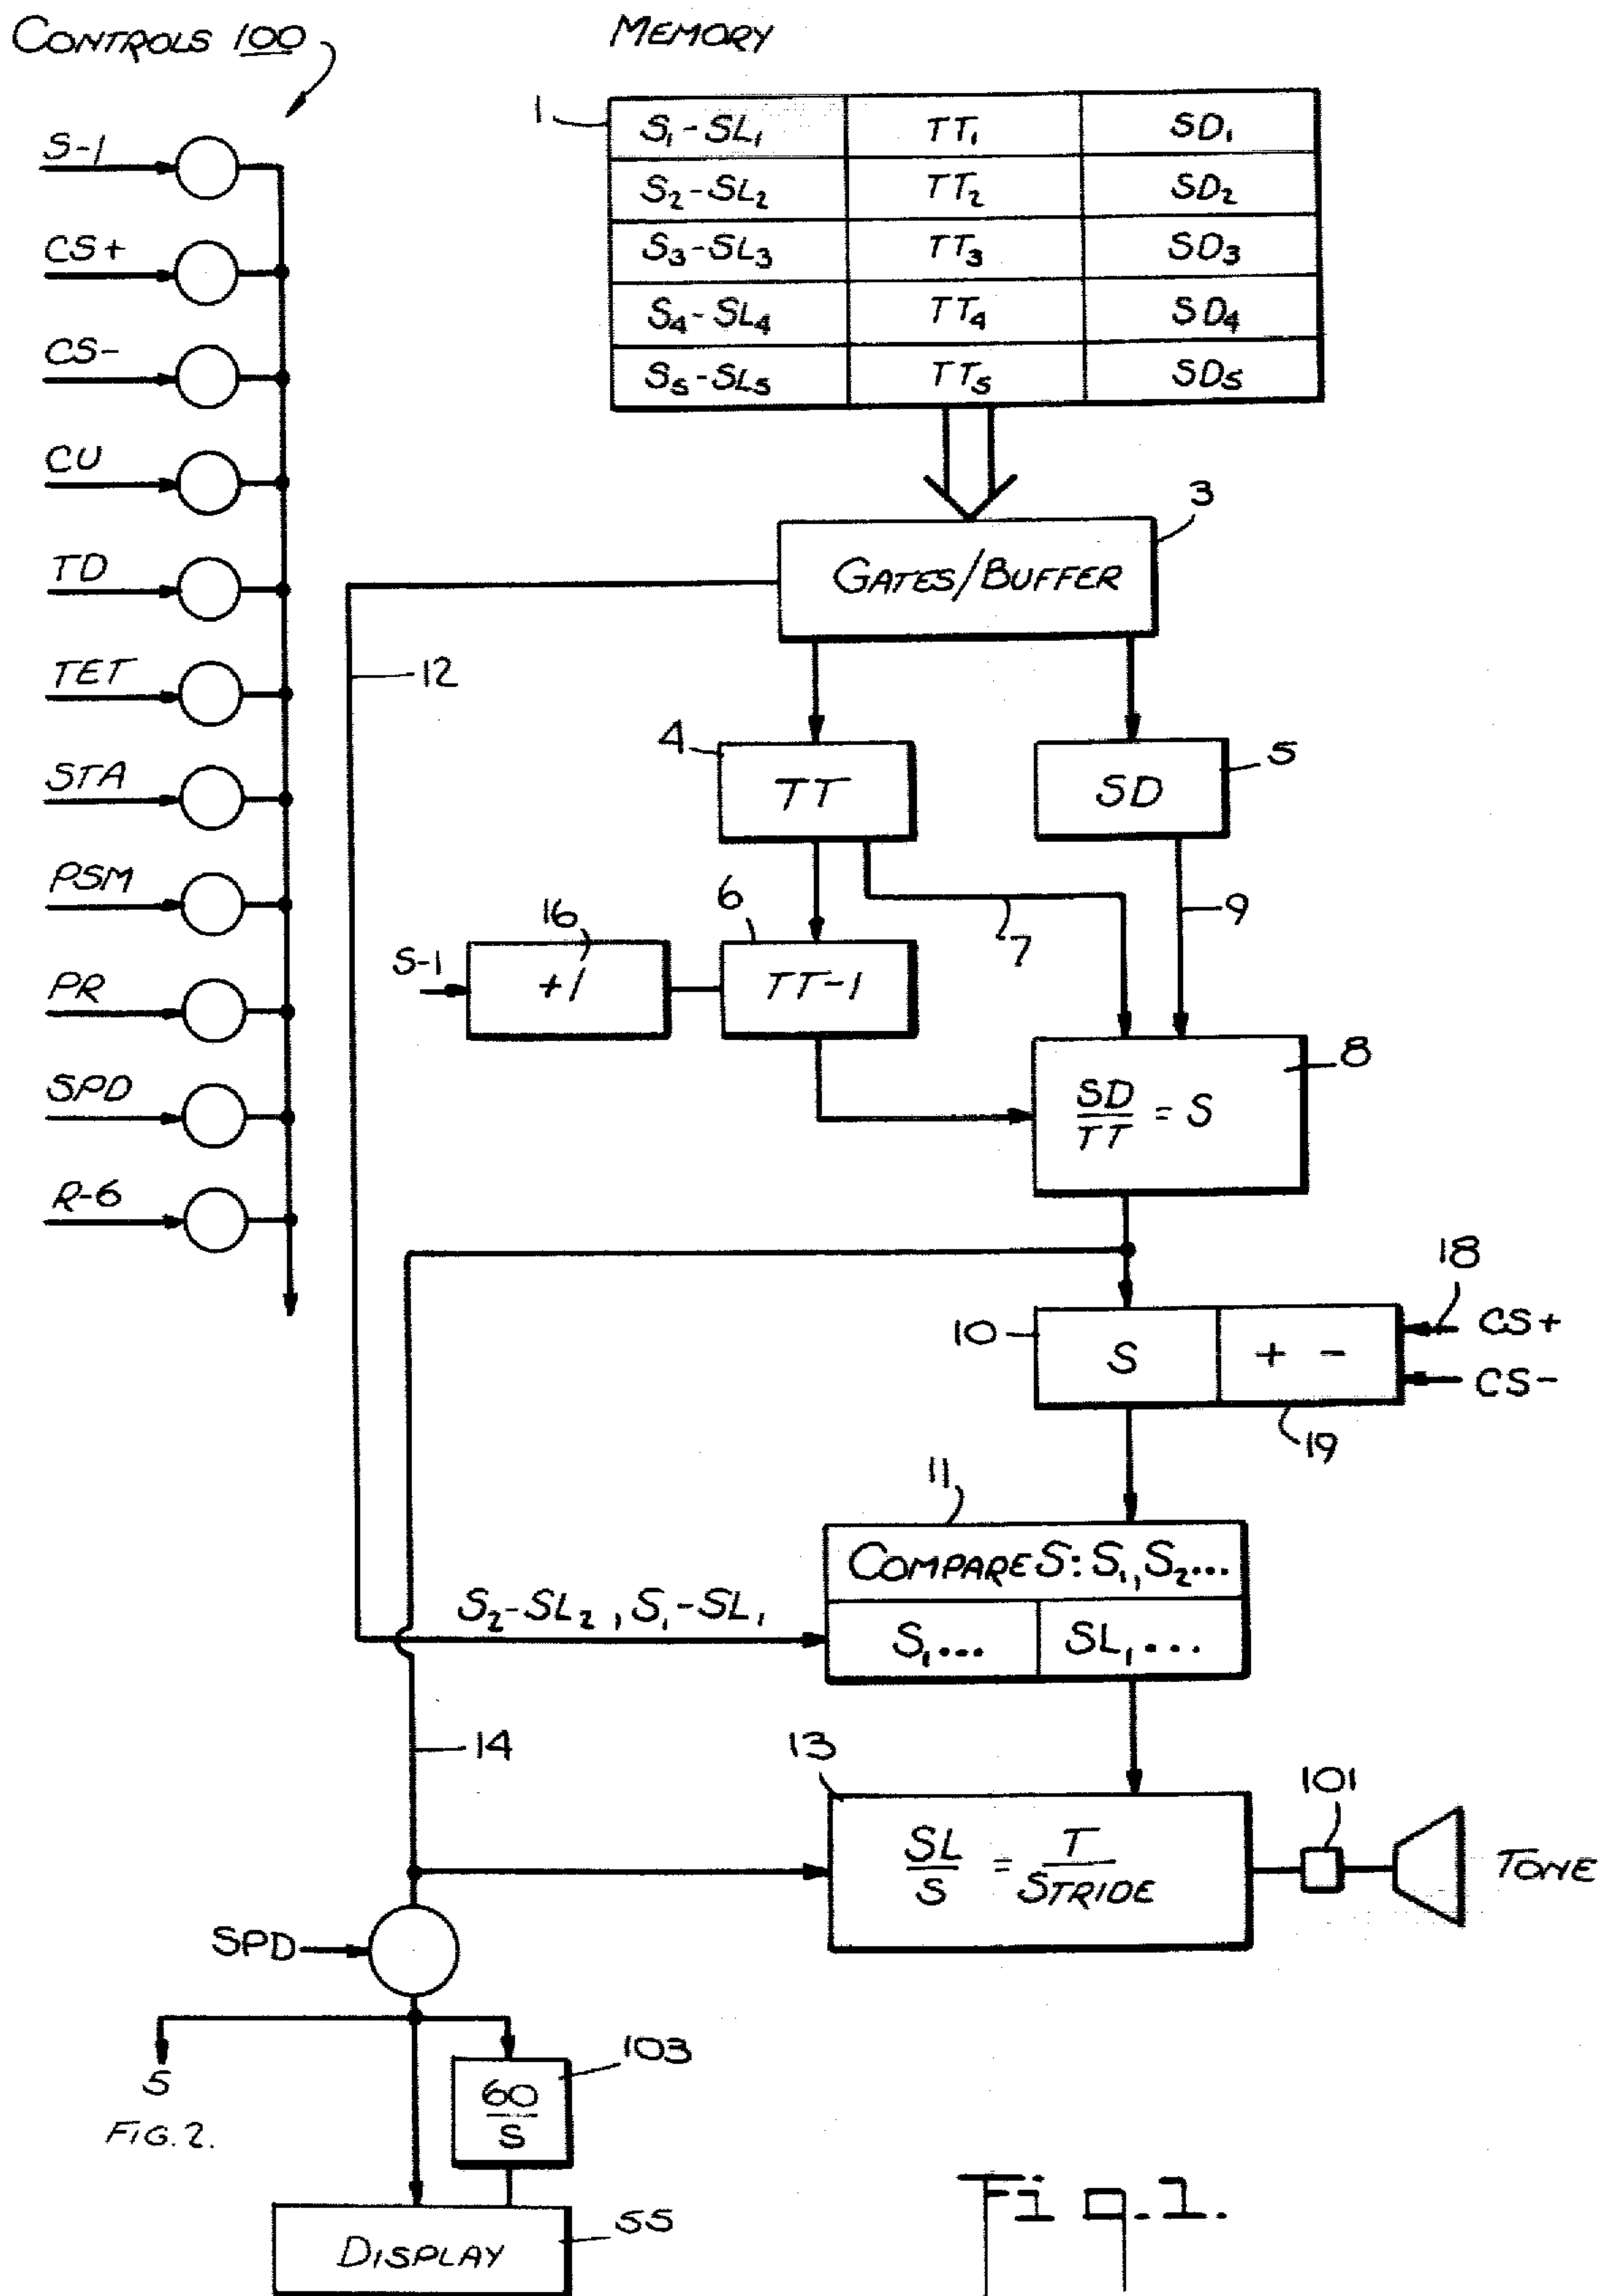 CONTROLS 100
S-1
CS+
CS-
CU
TD
TET
STA
PSM
PR
SPD
R-6
MEMORY
1
S₁-SL₁ TT₁ SD₁
S₂-SL₂ TT₂ SD₂
S₃-SL₃ TT₃ SD₃
S₄-SL₄ TT₄ SD₄
S₅-SL₅ TT₅ SD₅
3
GATES/BUFFER
12
4
TT
5
SD
16
S-1
+1
6
TT-1
7
9
8
SD/TT = S
10
S
+ -
18
CS+
CS-
19
11
COMPARE S: S₁, S₂...
S₂-SL₂, S₁-SL₁
S₁... SL₁...
14
13
SL/S = T/STRIDE
101
TONE
SPD
S
FIG. 2.
103
60/S
55
DISPLAY
Fig. 1.